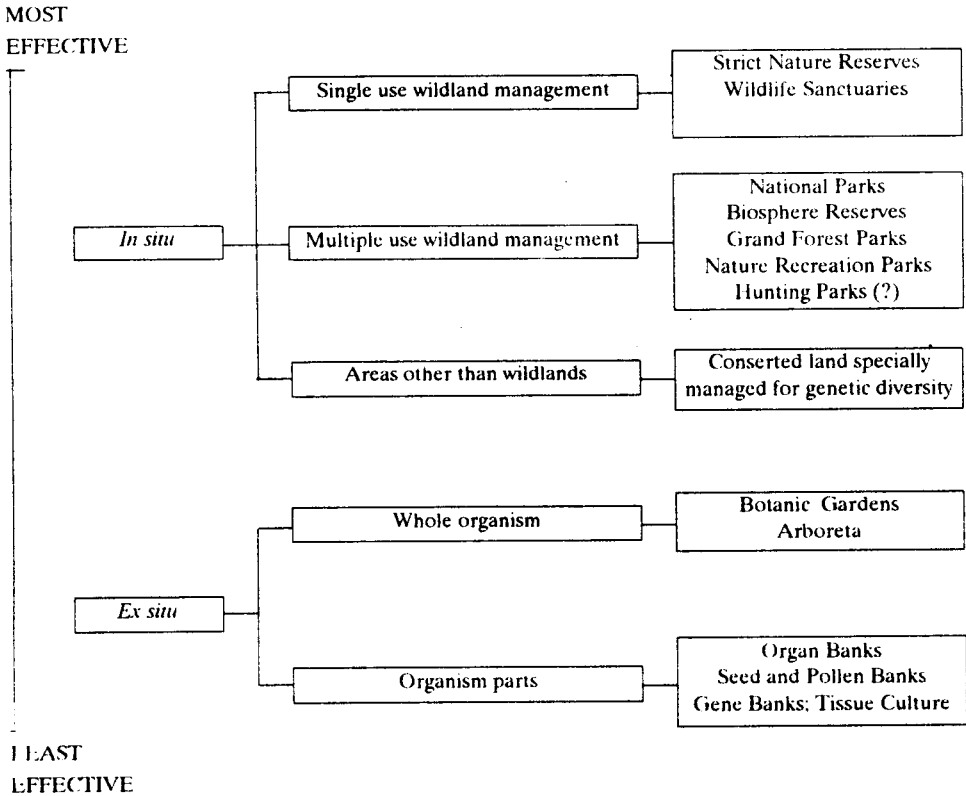 MOST
EFFECTIVE
Single use wildland management
Strict Nature Reserves
Wildlife Sanctuaries
In situ
Multiple use wildland management
National Parks
Biosphere Reserves
Grand Forest Parks
Nature Recreation Parks
Hunting Parks (?)
Areas other than wildlands
Conserted land specially
managed for genetic diversity
Ex situ
Whole organism
Botanic Gardens
Arboreta
Organism parts
Organ Banks
Seed and Pollen Banks
Gene Banks; Tissue Culture
LEAST
EFFECTIVE